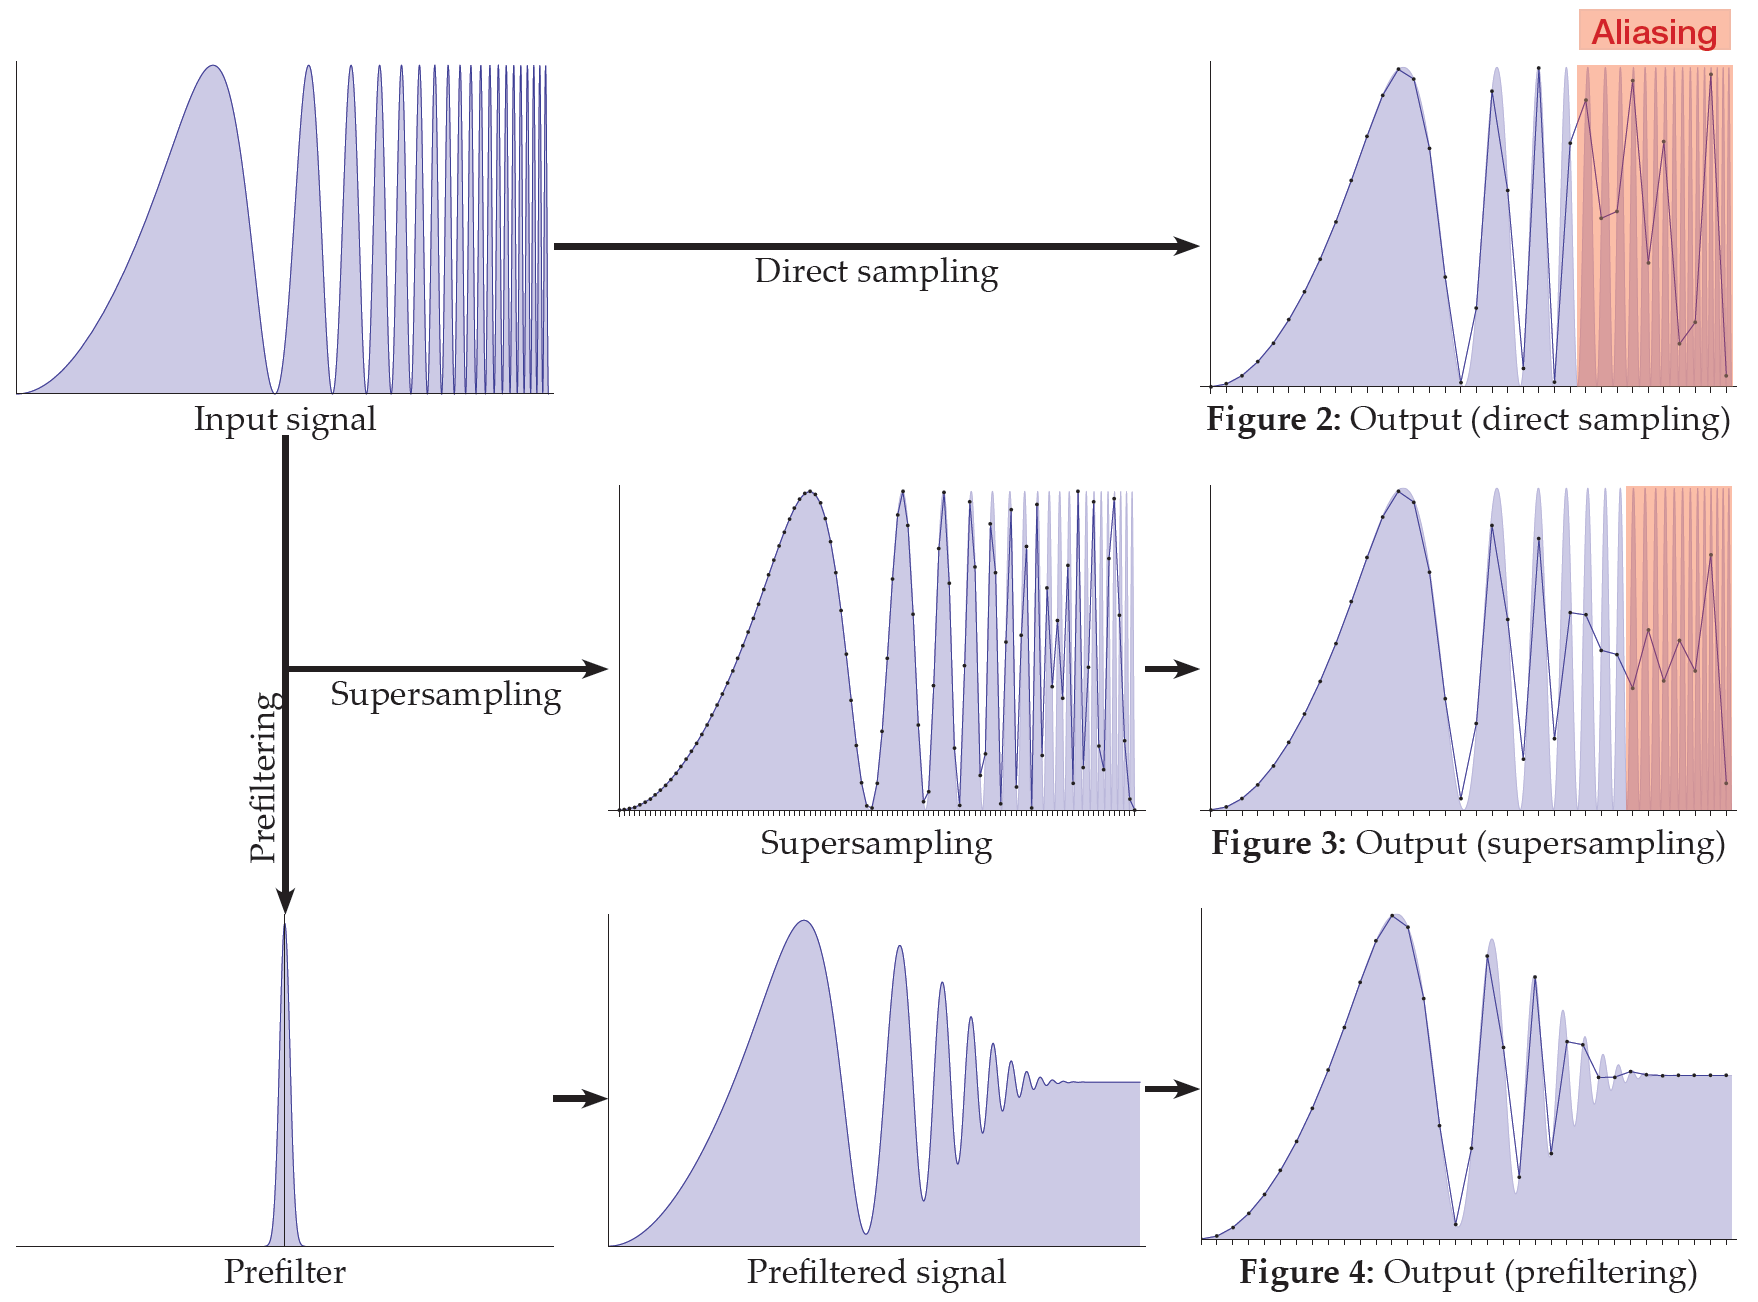 Aliasing
Direct sampling
Input signal
Figure 2: Output (direct sampling)
Supersampling
Prefiltering
Supersampling
Figure 3: Output (supersampling)
Prefilter
Prefiltered signal
Figure 4: Output (prefiltering)